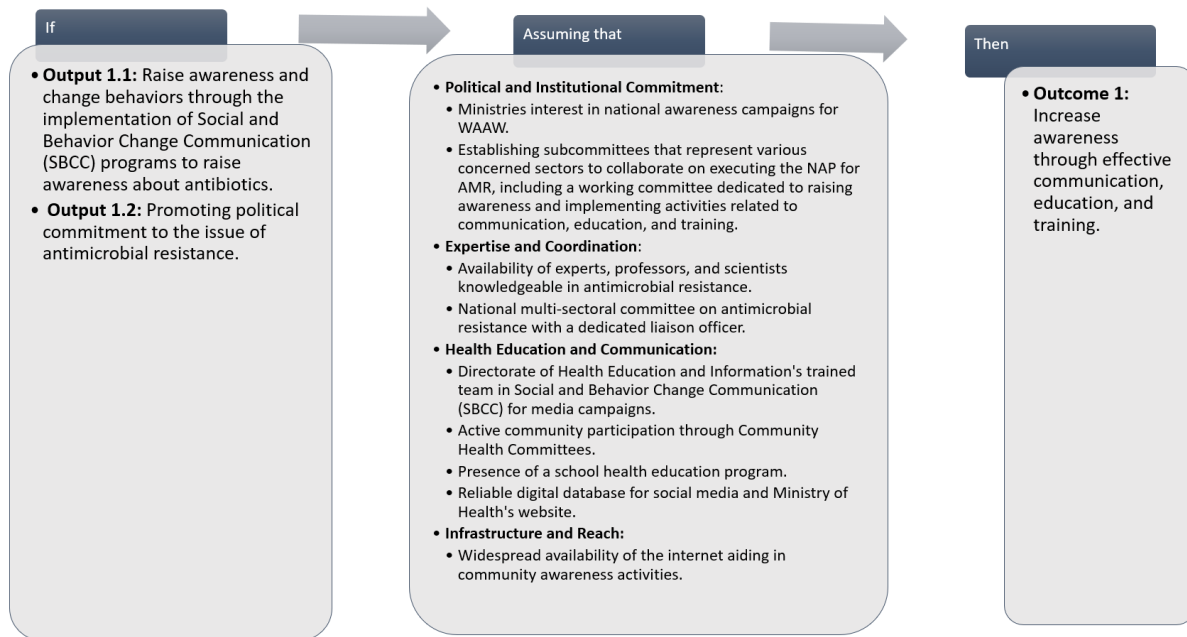 If
• Output 1.1: Raise awareness and
change behaviors through the
implementation of Social and
Behavior Change Communication
(SBCC) programs to raise
awareness about antibiotics.
• Output 1.2: Promoting political
commitment to the issue of
antimicrobial resistance.
Assuming that
• Political and Institutional Commitment:
• Ministries interest in national awareness campaigns for
WAAW.
• Establishing subcommittees that represent various
concerned sectors to collaborate on executing the NAP for
AMR, including a working committee dedicated to raising
awareness and implementing activities related to
communication, education, and training.
• Expertise and Coordination:
• Availability of experts, professors, and scientists
knowledgeable in antimicrobial resistance.
• National multi-sectoral committee on antimicrobial
resistance with a dedicated liaison officer.
• Health Education and Communication:
• Directorate of Health Education and Information's trained
team in Social and Behavior Change Communication
(SBCC) for media campaigns.
• Active community participation through Community
Health Committees.
• Presence of a school health education program.
• Reliable digital database for social media and Ministry of
Health's website.
• Infrastructure and Reach:
• Widespread availability of the internet aiding in
community awareness activities.
Then
• Outcome 1:
Increase
awareness
through effective
communication,
education, and
training.